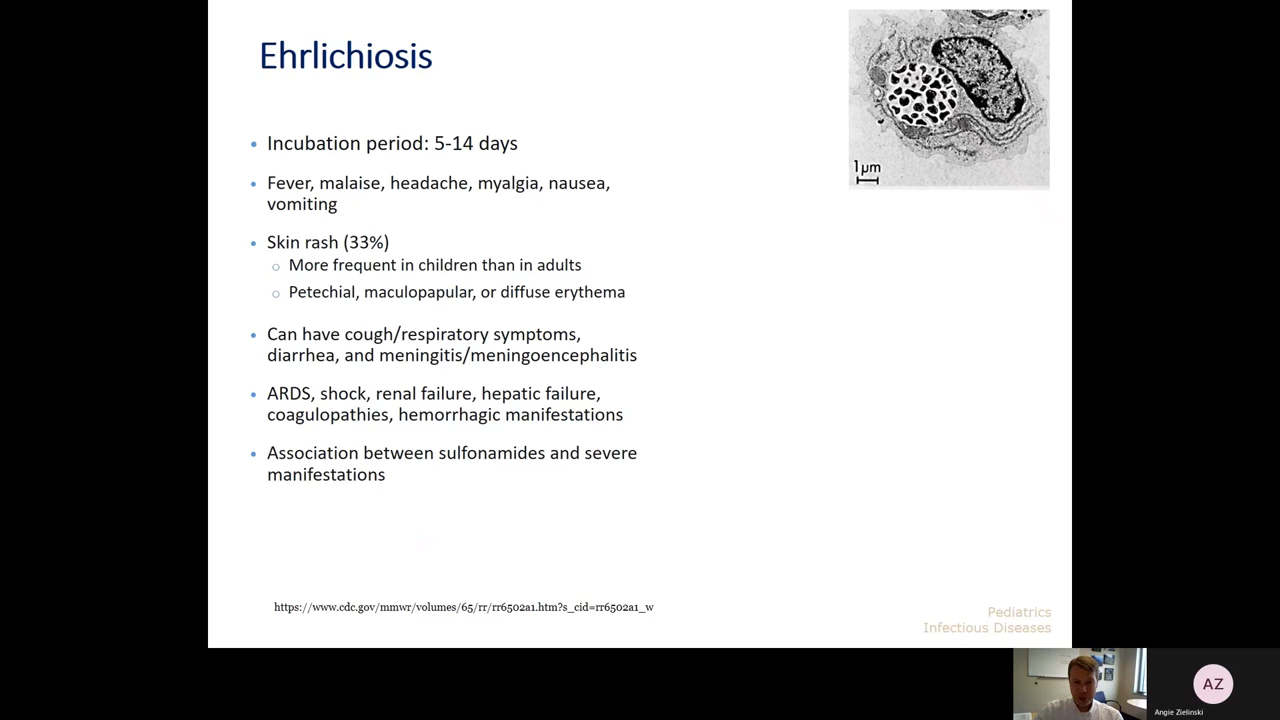 Ehrlichiosis
1μm
• Incubation period: 5-14 days
• Fever, malaise, headache, myalgia, nausea,
vomiting
• Skin rash (33%)
○ More frequent in children than in adults
○ Petechial, maculopapular, or diffuse erythema
• Can have cough/respiratory symptoms,
diarrhea, and meningitis/meningoencephalitis
• ARDS, shock, renal failure, hepatic failure,
coagulopathies, hemorrhagic manifestations
• Association between sulfonamides and severe
manifestations
https://www.cdc.gov/mmwr/volumes/65/rr/rr6502a1.htm?s_cid=rr6502a1_w
Pediatrics
Infectious Diseases
AZ
Angie Zielinski